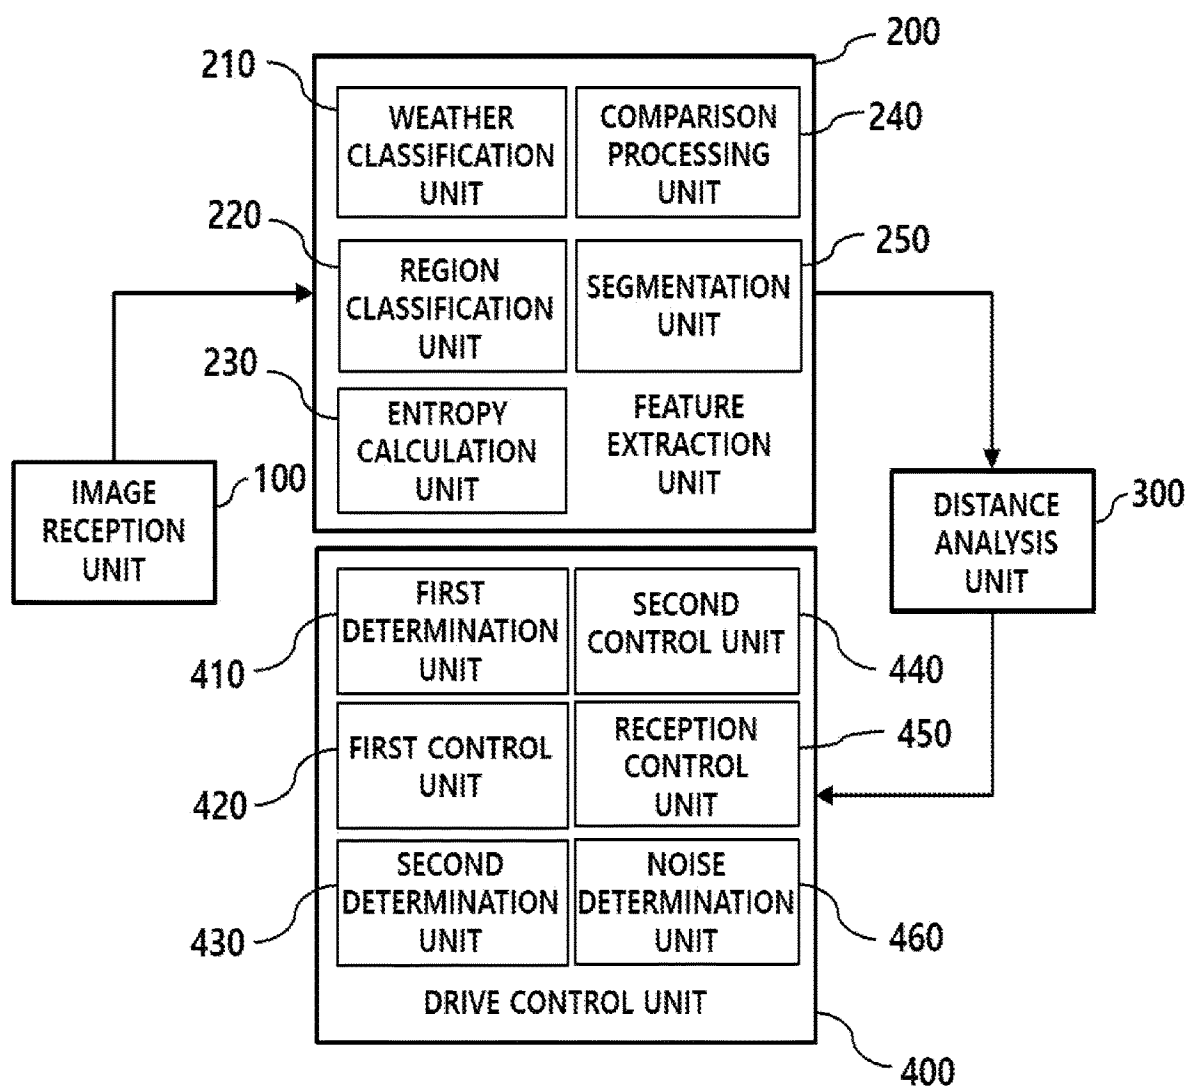 200
210
WEATHER
CLASSIFICATION
UNIT
COMPARISON
PROCESSING
UNIT
240
220
REGION
CLASSIFICATION
UNIT
SEGMENTATION
UNIT
250
230
ENTROPY
CALCULATION
UNIT
FEATURE
EXTRACTION
UNIT
IMAGE
RECEPTION
UNIT
100
DISTANCE
ANALYSIS
UNIT
300
FIRST
DETERMINATION
UNIT
410
SECOND
CONTROL UNIT
440
FIRST CONTROL
UNIT
420
RECEPTION
CONTROL
UNIT
450
SECOND
DETERMINATION
UNIT
430
NOISE
DETERMINATION
UNIT
460
DRIVE CONTROL UNIT
400